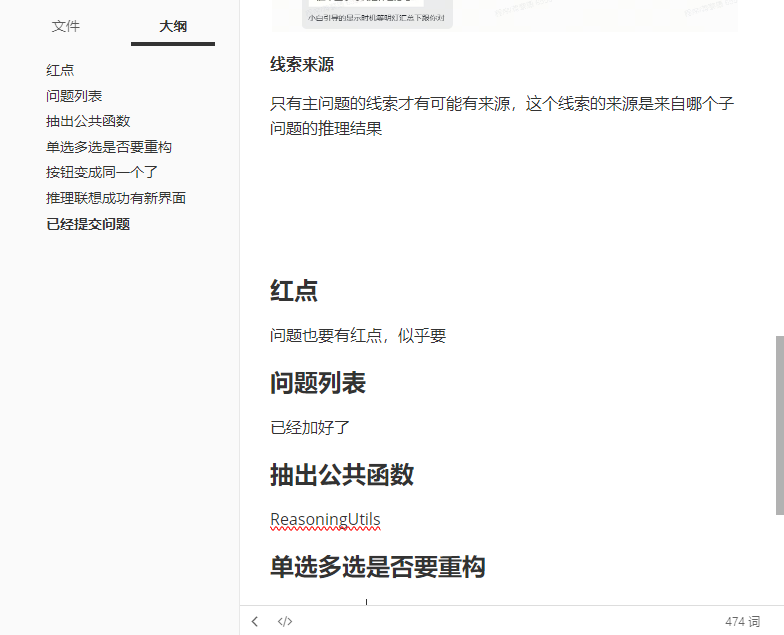 文件
大纲
红点
问题列表
抽出公共函数
单选多选是否要重构
按钮变成同一个了
推理联想成功有新界面
已经提交问题
线索来源
只有主问题的线索才有可能有来源，这个线索的来源是来自哪个子
问题的推理结果
红点
问题也要有红点，似乎要
问题列表
已经加好了
抽出公共函数
ReasoningUtils
单选多选是否要重构
</>
474 词